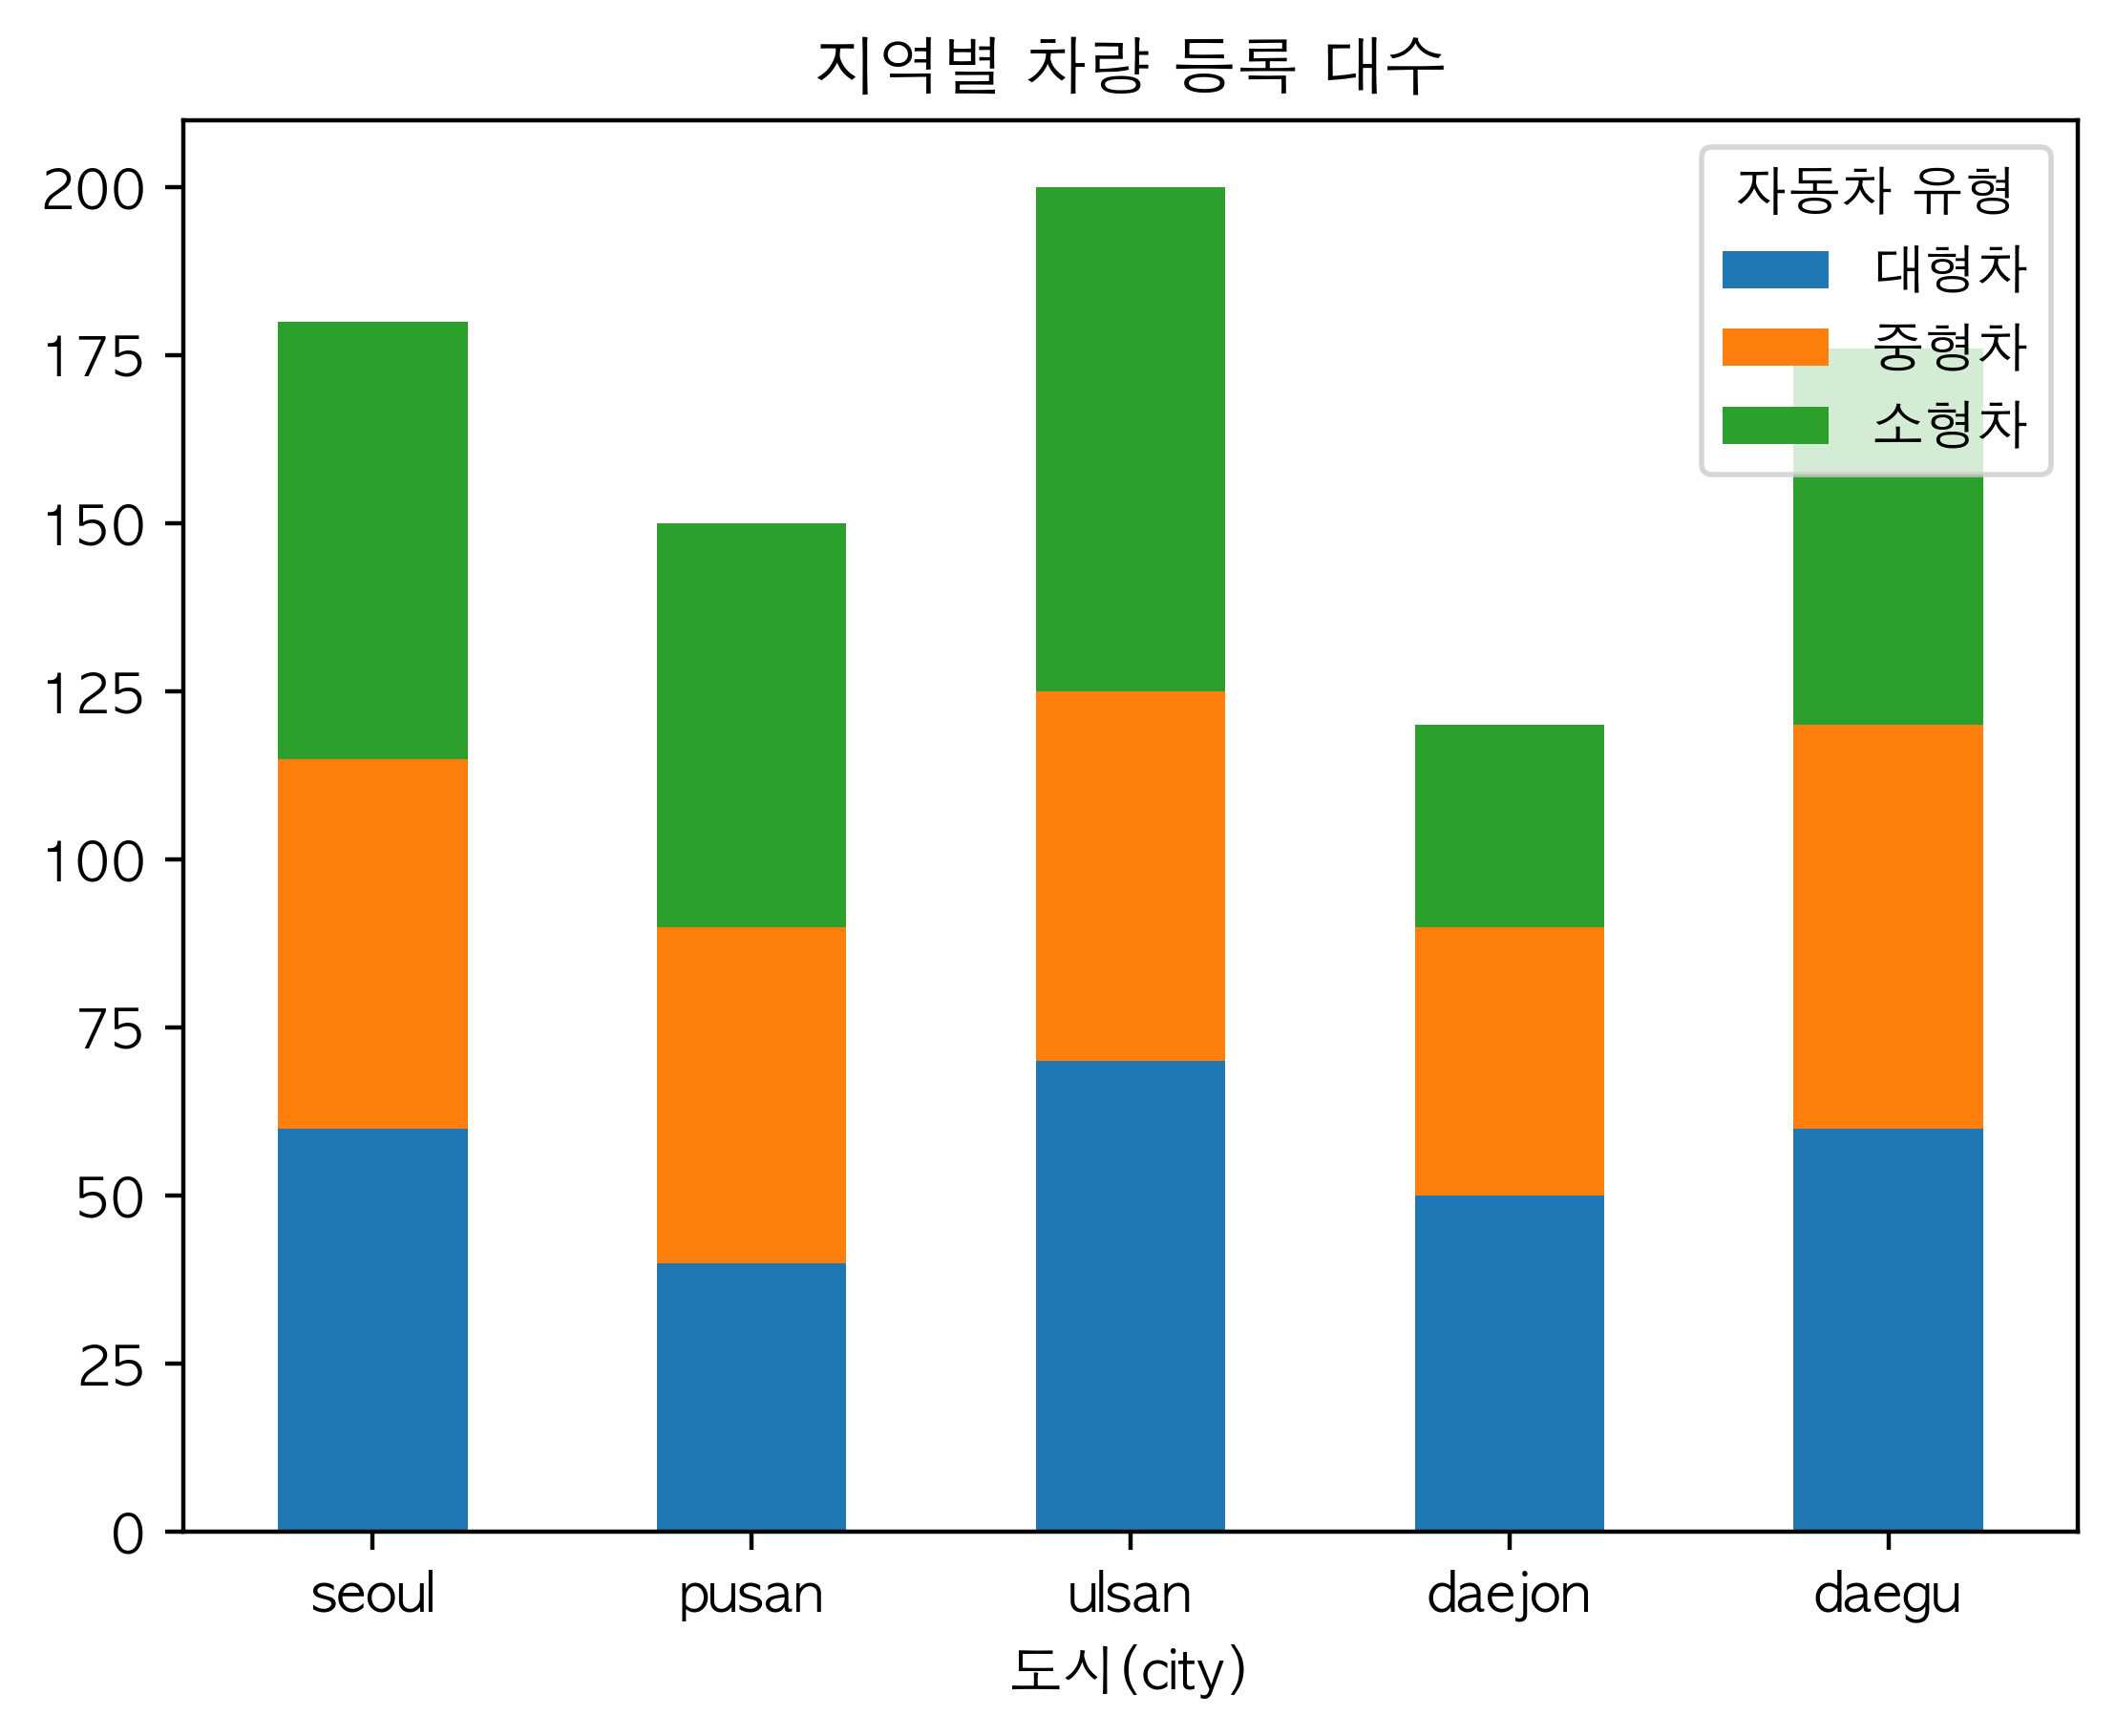 지역별 차량 등록 대수
자동차 유형
대형차
중형차
소형차
200
175
150
125
100
75
50
25
0
seoul pusan ulsan daejon daegu
도시(city)